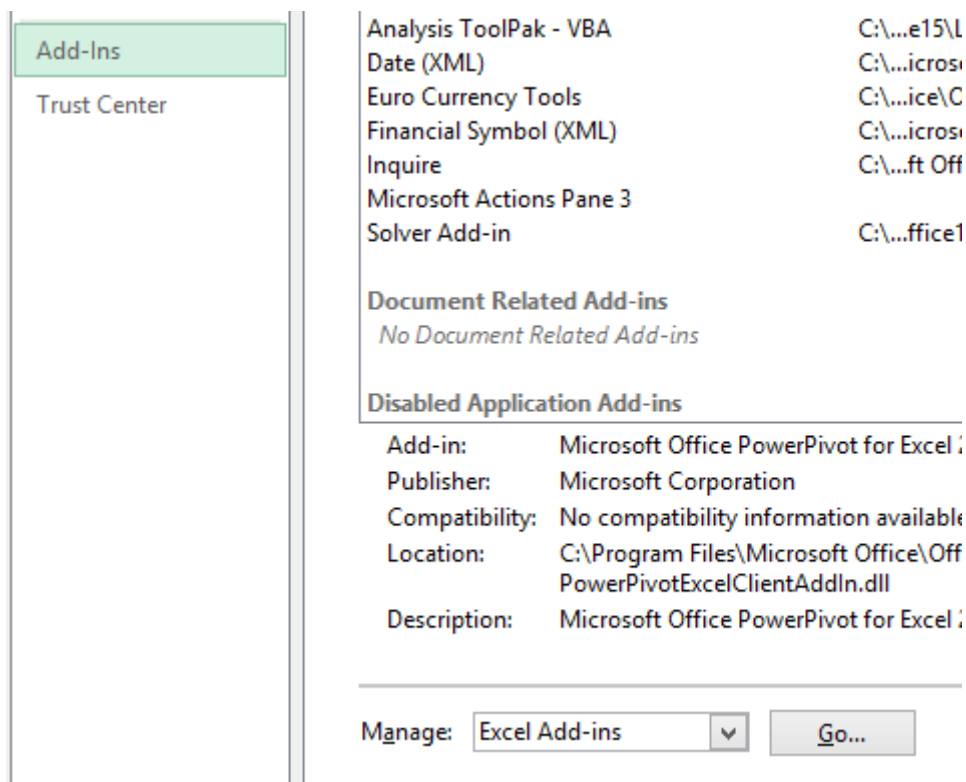 Add-Ins
Trust Center
Analysis ToolPak - VBA C:\...e15\L
Date (XML) C:\...icros
Euro Currency Tools C:\...ice\O
Financial Symbol (XML) C:\...icros
Inquire C:\...ft Off
Microsoft Actions Pane 3
Solver Add-in C:\...ffice1
Document Related Add-ins
No Document Related Add-ins
Disabled Application Add-ins
Add-in: Microsoft Office PowerPivot for Excel 2
Publisher: Microsoft Corporation
Compatibility: No compatibility information available
Location: C:\Program Files\Microsoft Office\Off
PowerPivotExcelClientAddIn.dll
Description: Microsoft Office PowerPivot for Excel 2
Manage: Excel Add-ins Go...